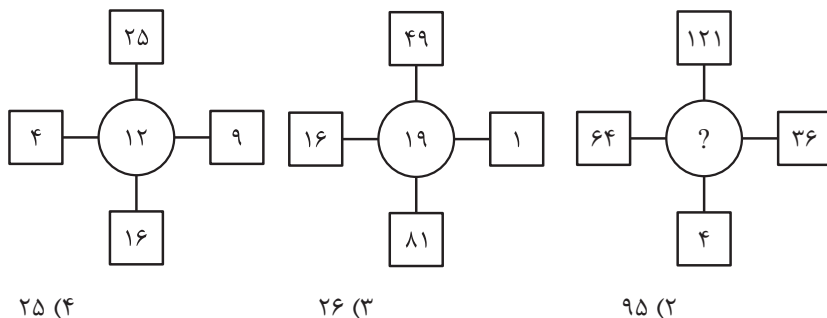 ۲۵ ۴۹ ۱۲۱
۴ ۱۲ ۹ ۱۶ ۱۹ ۱ ۶۴ ? ۳۶
۱۶ ۸۱ ۴
۲) ۹۵ ۳) ۲۶ ۴) ۲۵